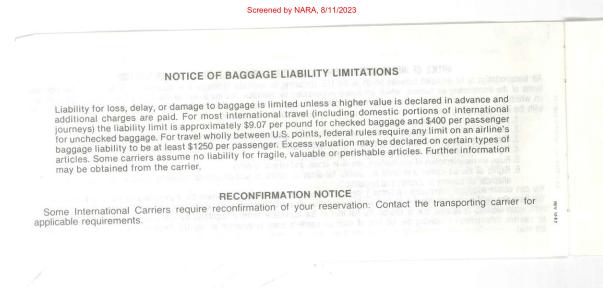 Screened by NARA, 8/11/2023
NOTICE OF BAGGAGE LIABILITY LIMITATIONS
Liability for loss, delay, or damage to baggage is limited unless a higher value is declared in advance and
additional charges are paid. For most international travel (including domestic portions of international
journeys) the liability limit is approximately $9.07 per pound for checked baggage and $400 per passenger
for unchecked baggage. For travel wholly between U.S. points, federal rules require any limit on an airline's
baggage liability to be at least $1250 per passenger. Excess valuation may be declared on certain types of
articles. Some carriers assume no liability for fragile, valuable or perishable articles. Further information
may be obtained from the carrier.
RECONFIRMATION NOTICE
Some International Carriers require reconfirmation of your reservation. Contact the transporting carrier for
applicable requirements.